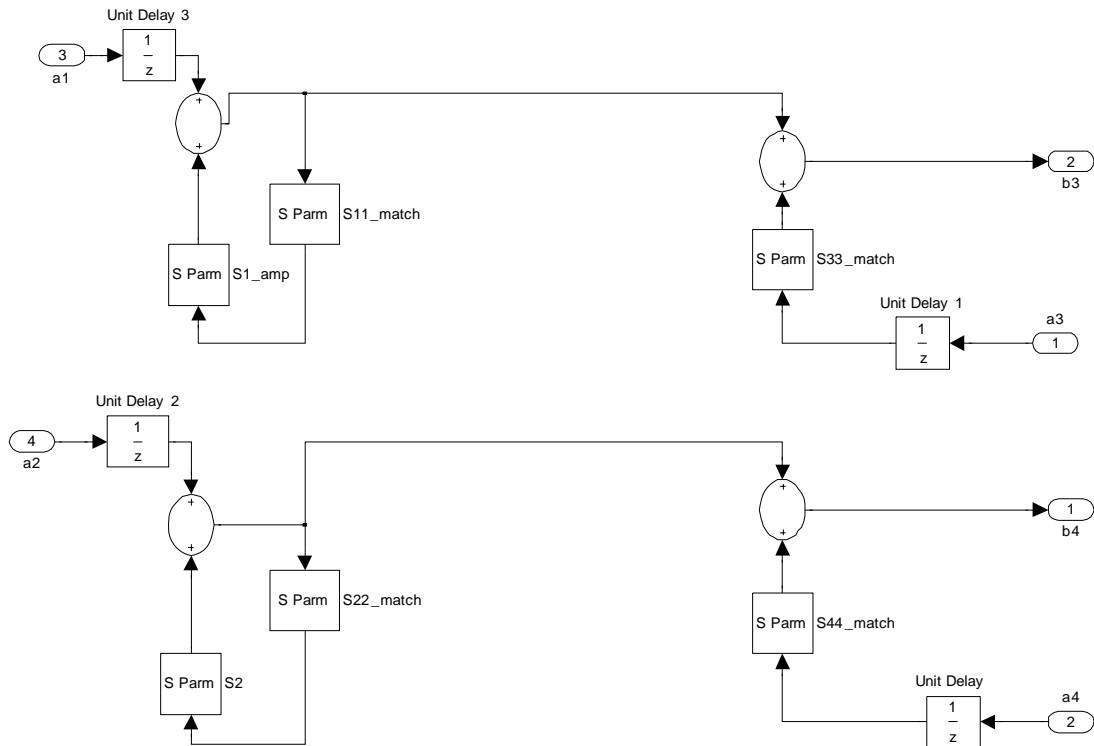 Unit Delay 3
3
a1
1
z
+
+
S Parm
S11_match
S Parm
S1_amp
+
+
2
b3
S Parm
S33_match
Unit Delay 1
1
z
a3
1
Unit Delay 2
4
a2
1
z
+
+
S Parm
S22_match
S Parm
S2
+
+
1
b4
S Parm
S44_match
Unit Delay
1
z
a4
2